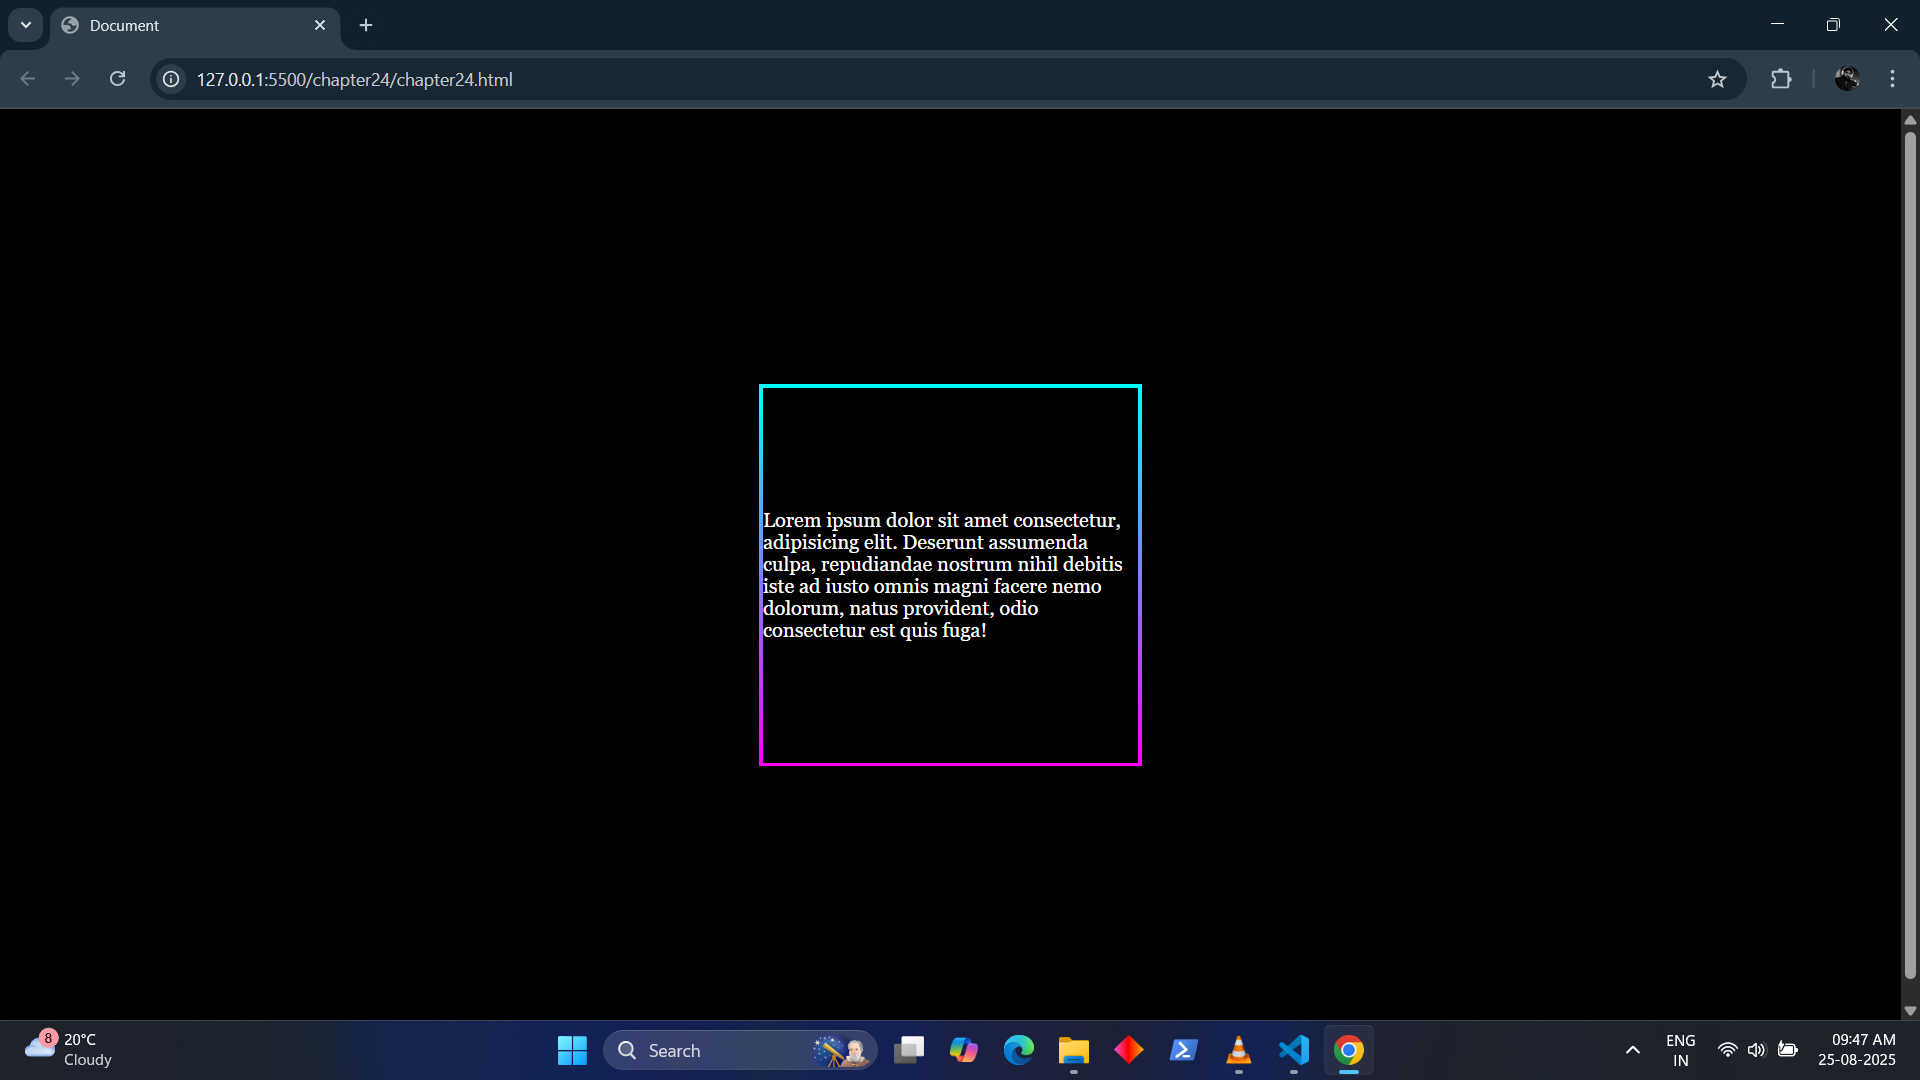 Document
127.0.0.1:5500/chapter24/chapter24.html
Lorem ipsum dolor sit amet consectetur,
adipisicing elit. Deserunt assumenda
culpa, repudiandae nostrum nihil debitis
iste ad iusto omnis magni facere nemo
dolorum, natus provident, odio
consectetur est quis fuga!
8
20°C
Cloudy
Search
ENG
IN
09:47 AM
25-08-2025